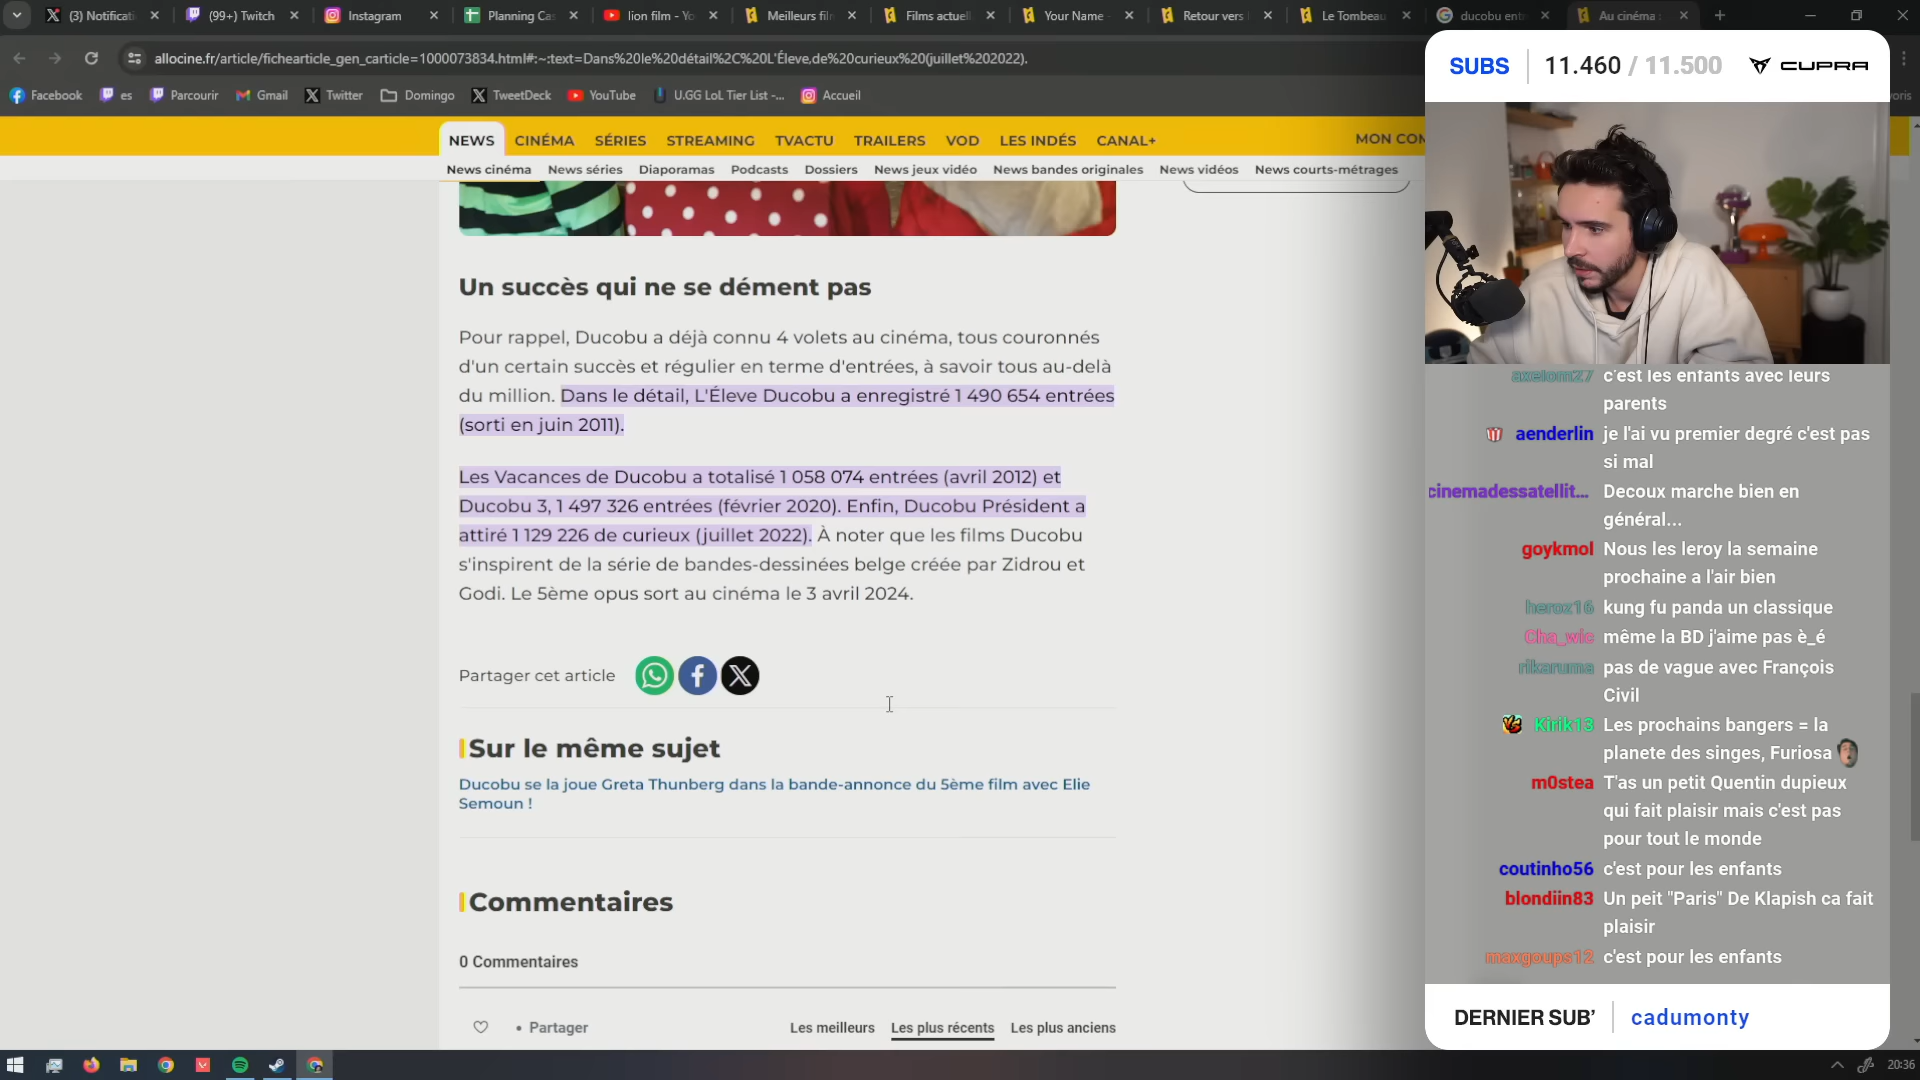 (3) Notificati
(99+) Twitch
Instagram
Planning Ca
lion film - Yo
Meilleurs fil
Films actuel
Your Name -
Retour vers
Le Tombeau
ducobu ent
Au cinéma :
allocine.fr/article/fichearticle_gen_carticle=1000073834.html#:~:text=Dans%20le%20détail%2C%20L'Éleve,de%20curieux%20(juillet%202022).
Facebook
es
Parcourir
Gmail
Twitter
Domingo
TweetDeck
YouTube
U.GG LoL Tier List -...
Accueil
NEWS
CINÉMA
SÉRIES
STREAMING
TVACTU
TRAILERS
VOD
LES INDÉS
CANAL+
MON COM
News cinéma
News séries
Diaporamas
Podcasts
Dossiers
News jeux vidéo
News bandes originales
News vidéos
News courts-métrages
Un succès qui ne se dément pas
Pour rappel, Ducobu a déjà connu 4 volets au cinéma, tous couronnés
d'un certain succès et régulier en terme d'entrées, à savoir tous au-delà
du million. Dans le détail, L'Éleve Ducobu a enregistré 1 490 654 entrées
(sorti en juin 2011).
Les Vacances de Ducobu a totalisé 1 058 074 entrées (avril 2012) et
Ducobu 3, 1 497 326 entrées (février 2020). Enfin, Ducobu Président a
attiré 1 129 226 de curieux (juillet 2022). À noter que les films Ducobu
s'inspirent de la série de bandes-dessinées belge créée par Zidrou et
Godi. Le 5ème opus sort au cinéma le 3 avril 2024.
Partager cet article
Sur le même sujet
Ducobu se la joue Greta Thunberg dans la bande-annonce du 5ème film avec Elie
Semoun !
Commentaires
0 Commentaires
• Partager
Les meilleurs
Les plus récents
Les plus anciens
SUBS
11.460 / 11.500
CUPRA
axelom27 c'est les enfants avec leurs
parents
aenderlin je l'ai vu premier degré c'est pas
si mal
cinemadessatellit... Decoux marche bien en
général...
goykmol Nous les leroy la semaine
prochaine a l'air bien
heroz16 kung fu panda un classique
Cha_wic même la BD j'aime pas è_é
rikaruma pas de vague avec François
Civil
Kirik13 Les prochains bangers = la
planete des singes, Furiosa
m0stea T'as un petit Quentin dupieux
qui fait plaisir mais c'est pas
pour tout le monde
coutinho56 c'est pour les enfants
blondiin83 Un peit "Paris" De Klapish ca fait
plaisir
maxgoups12 c'est pour les enfants
DERNIER SUB' cadumonty
20:36